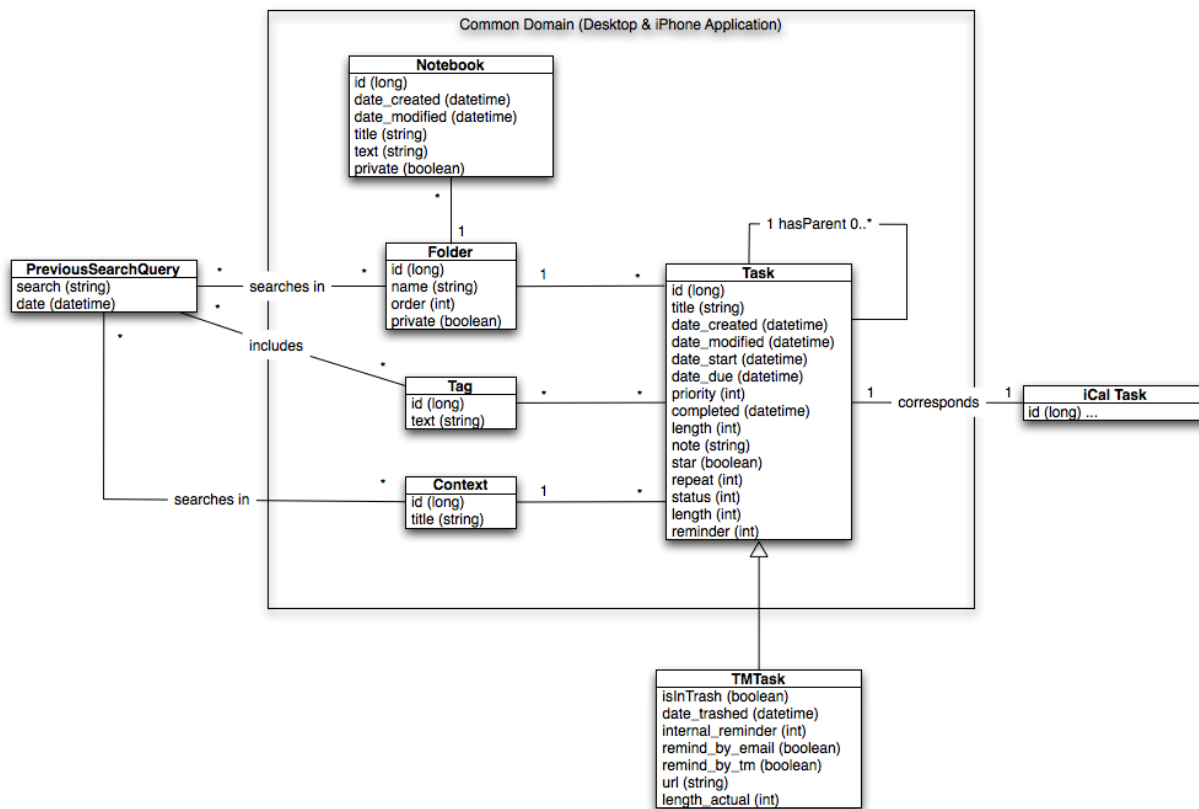 Common Domain (Desktop & iPhone Application)
Notebook
id (long)
date_created (datetime)
date_modified (datetime)
title (string)
text (string)
private (boolean)
*
1
1 hasParent 0..*
Folder
id (long)
name (string)
order (int)
private (boolean)
PreviousSearchQuery
search (string)
date (datetime)
*
searches in
*
1
*
*
includes
*
*
Tag
id (long)
text (string)
*
*
searches in
*
Context
id (long)
title (string)
1
*
Task
id (long)
title (string)
date_created (datetime)
date_modified (datetime)
date_start (datetime)
date_due (datetime)
priority (int)
completed (datetime)
length (int)
note (string)
star (boolean)
repeat (int)
status (int)
length (int)
reminder (int)
1
corresponds
1
iCal Task
id (long) ...
TMTask
isInTrash (boolean)
date_trashed (datetime)
internal_reminder (int)
remind_by_email (boolean)
remind_by_tm (boolean)
url (string)
length_actual (int)